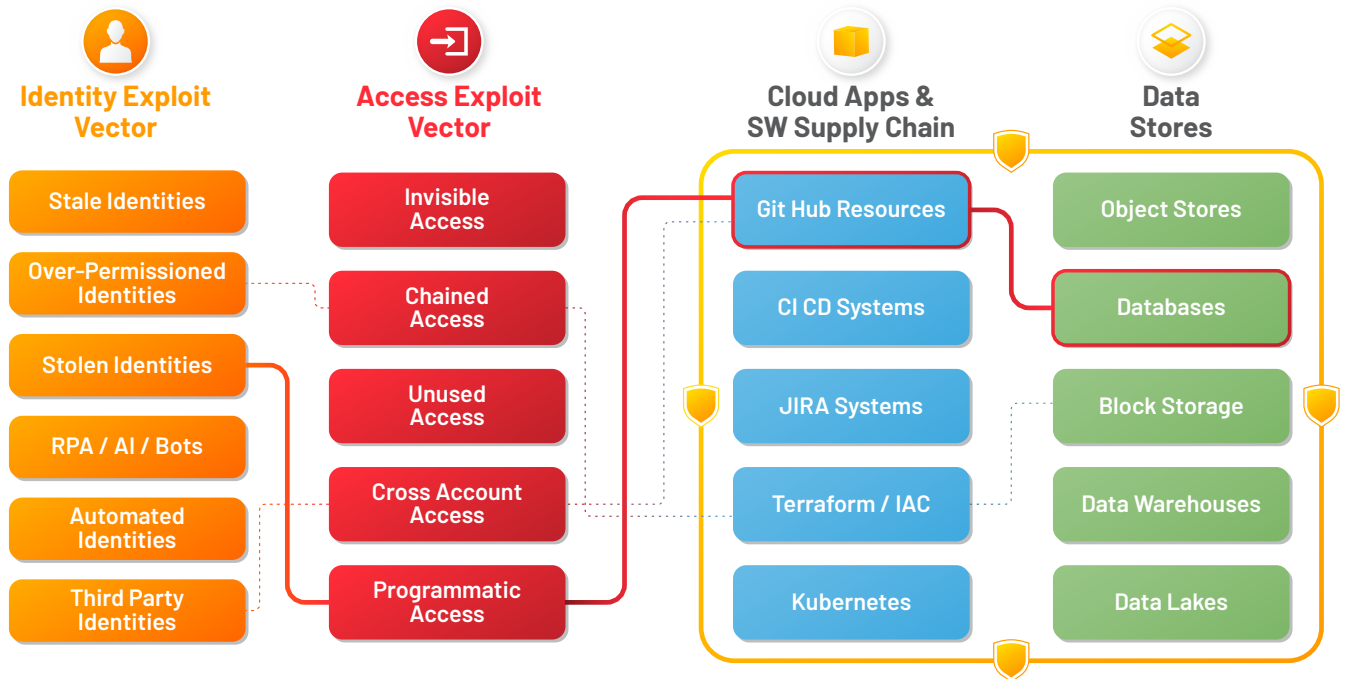 Identity Exploit
Vector
Access Exploit
Vector
Cloud Apps &
SW Supply Chain
Data
Stores
Stale Identities
Over-Permissioned
Identities
Stolen Identities
RPA / AI / Bots
Automated
Identities
Third Party
Identities
Invisible
Access
Chained
Access
Unused
Access
Cross Account
Access
Programmatic
Access
Git Hub Resources
CI CD Systems
JIRA Systems
Terraform / IAC
Kubernetes
Object Stores
Databases
Block Storage
Data Warehouses
Data Lakes